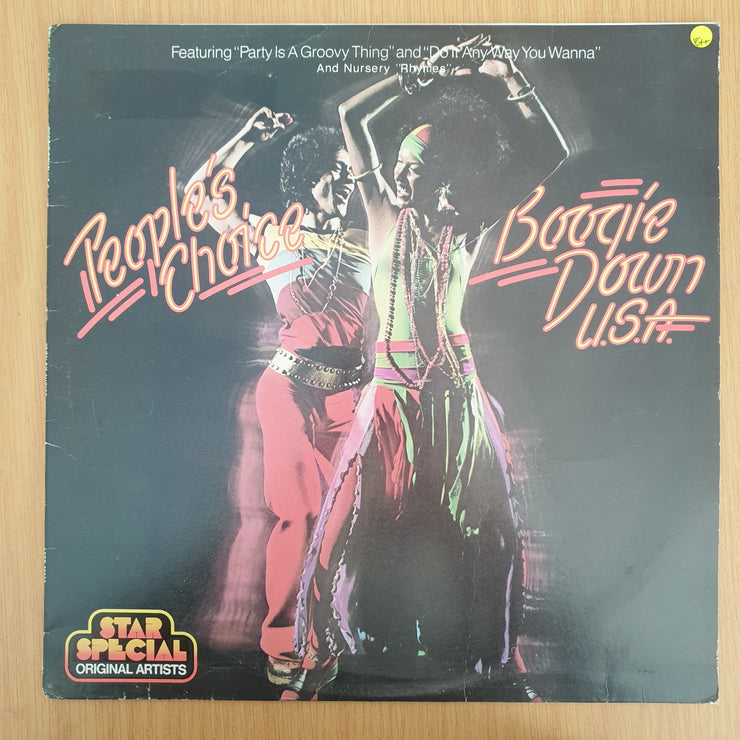 Featuring "Party Is A Groovy Thing" and "Do It Any Way You Wanna"
And Nursery "Rhymes"
People's
Choice
Boogie
Down
U.S.A.
STAR
SPECIAL
ORIGINAL ARTISTS